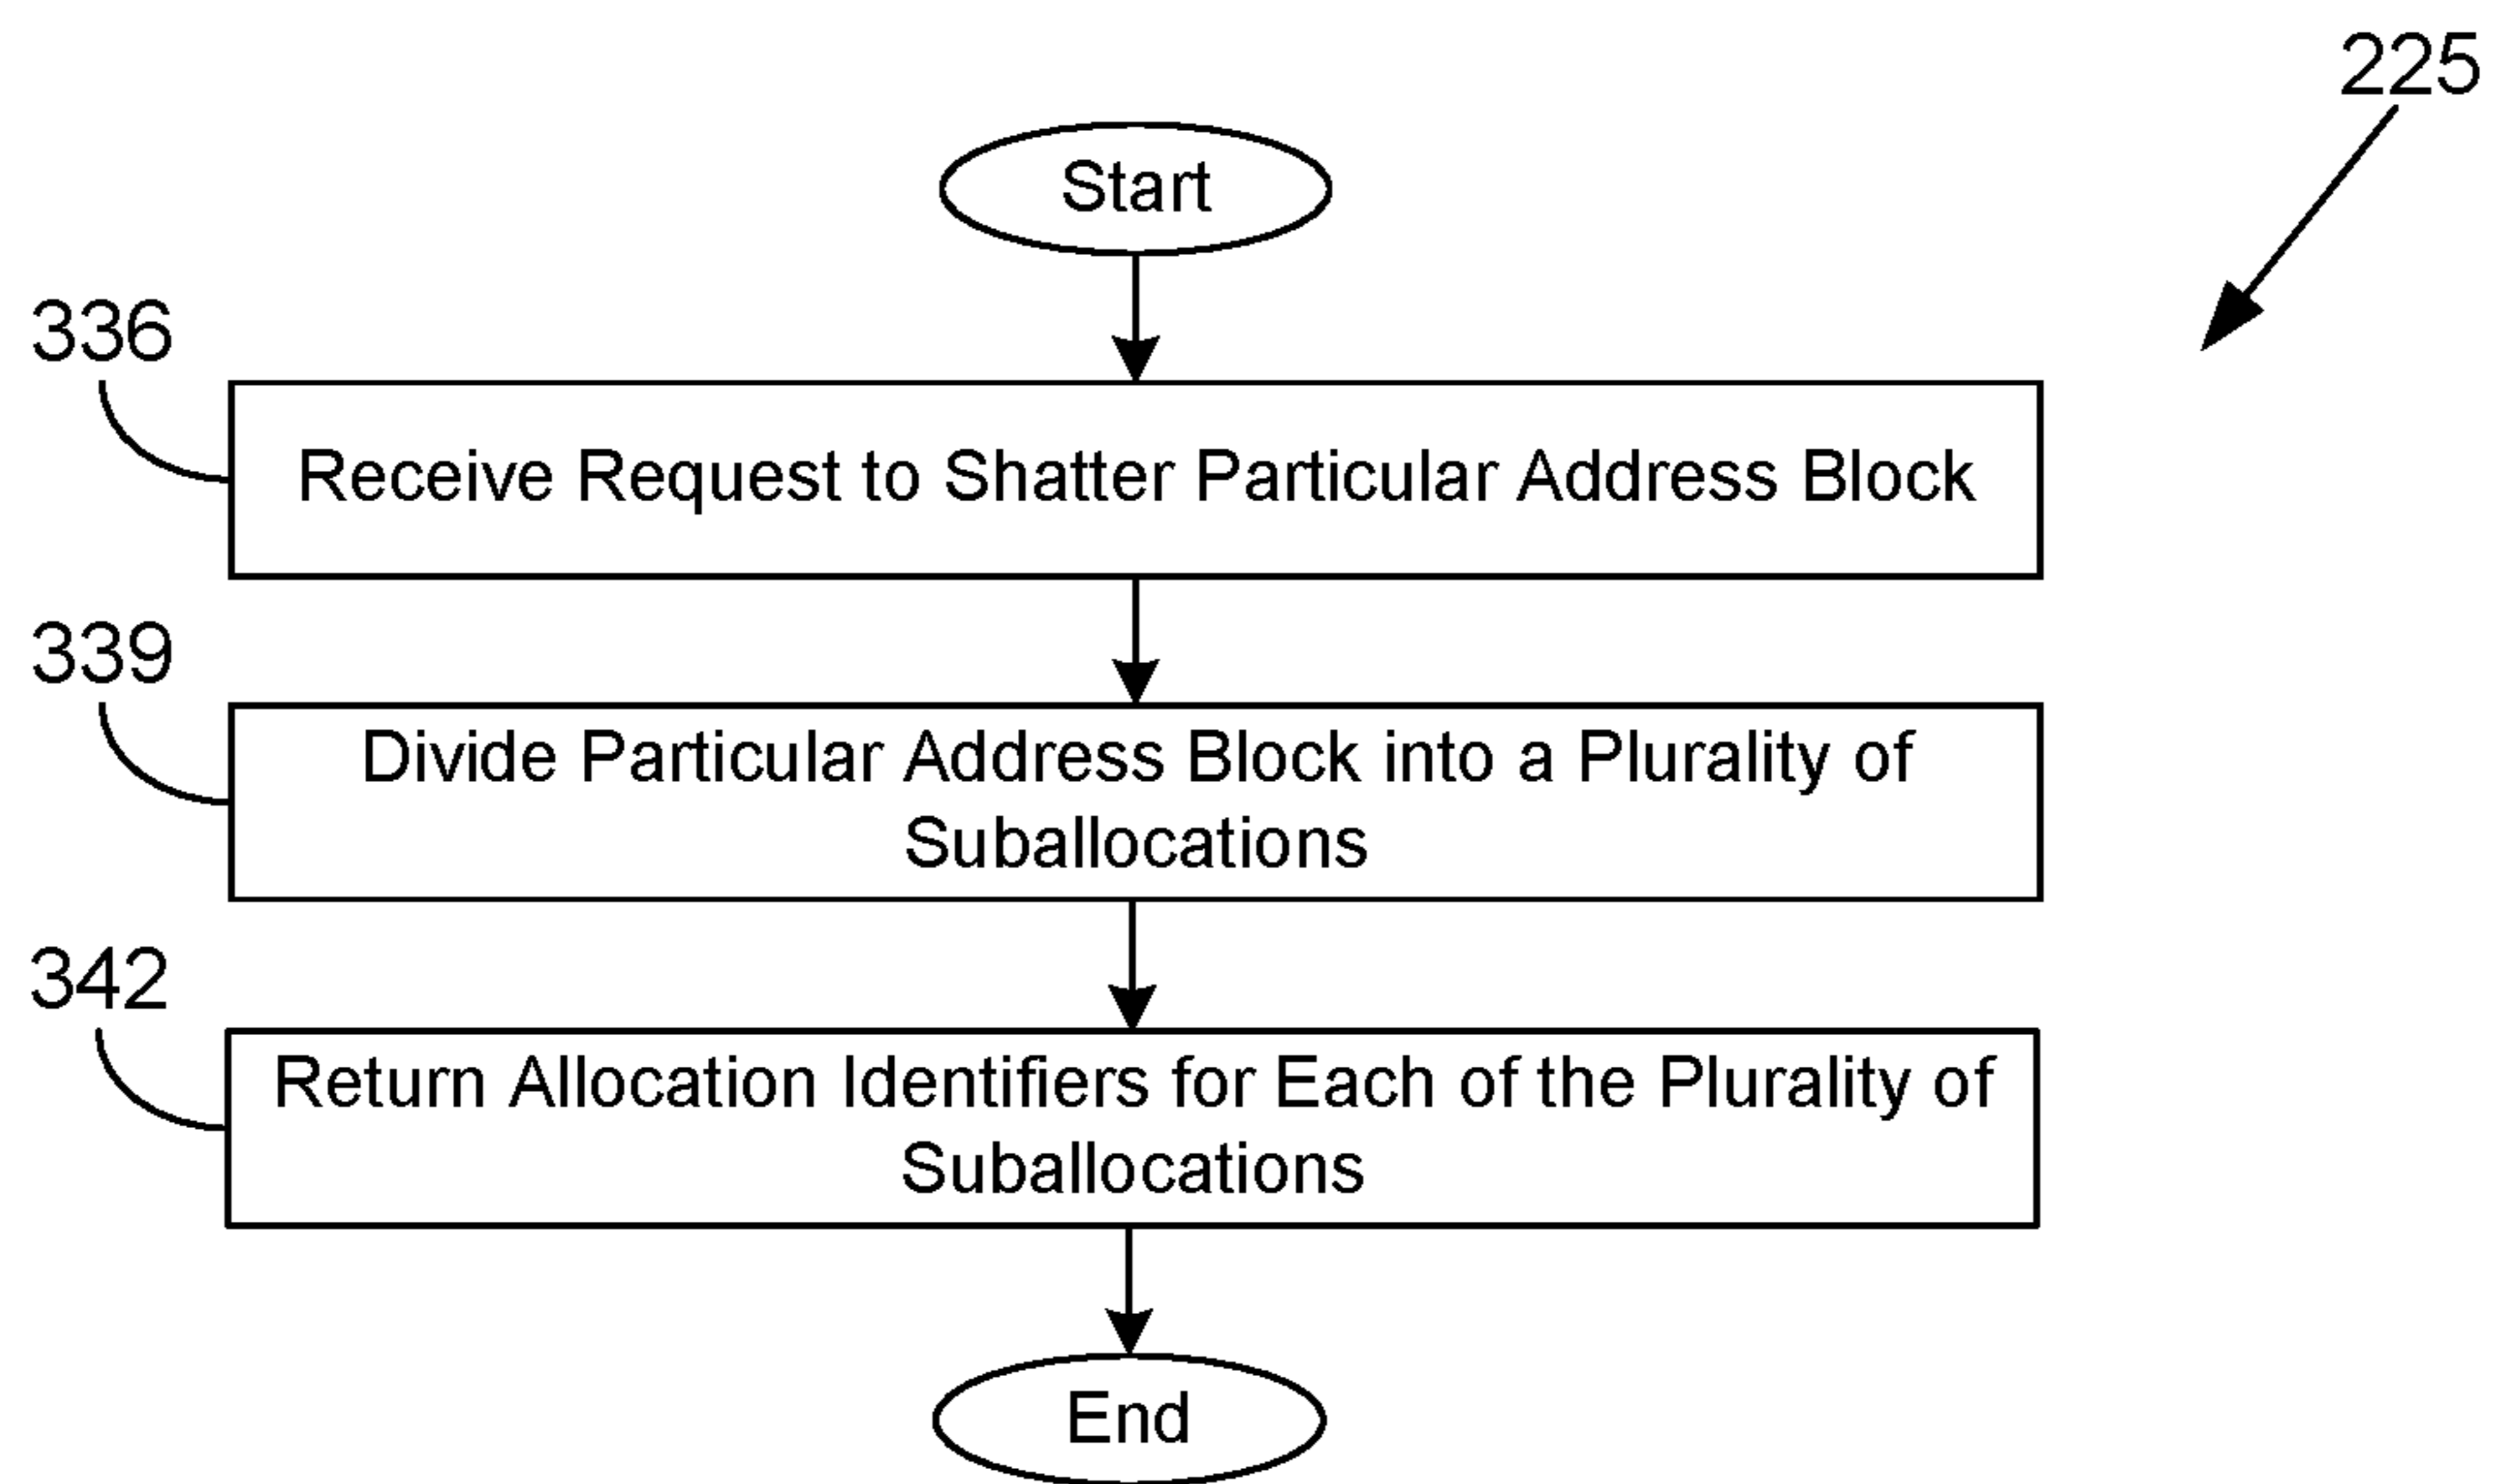 225
Start
336
Receive Request to Shatter Particular Address Block
339
Divide Particular Address Block into a Plurality of
Suballocations
342
Return Allocation Identifiers for Each of the Plurality of
Suballocations
End